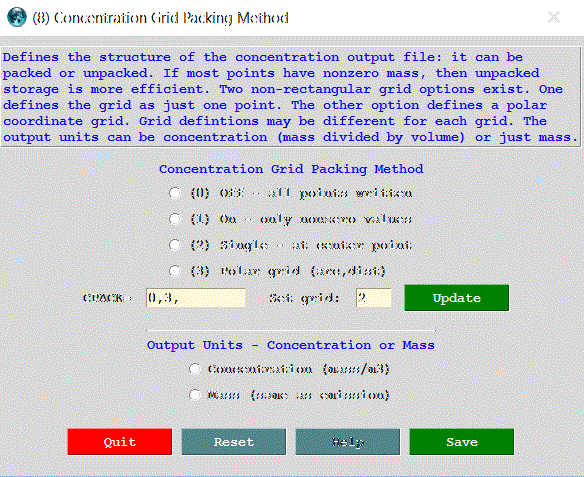 (8) Concentration Grid Packing Method
Defines the structure of the concentration output file: it can be
packed or unpacked. If most points have nonzero mass, then unpacked
storage is more efficient. Two non-rectangular grid options exist. One
defines the grid as just one point. The other option defines a polar
coordinate grid. Grid defintions may be different for each grid. The
output units can be concentration (mass divided by volume) or just mass.
Concentration Grid Packing Method
(0) Off - all points written
(1) On - only nonzero values
(2) Single - at center point
(3) Polar grid (arc,dist)
CPACK= 0,3, Set grid: 2 Update
Output Units - Concentration or Mass
Concentration (mass/m3)
Mass (same as emission)
Quit Reset Help Save